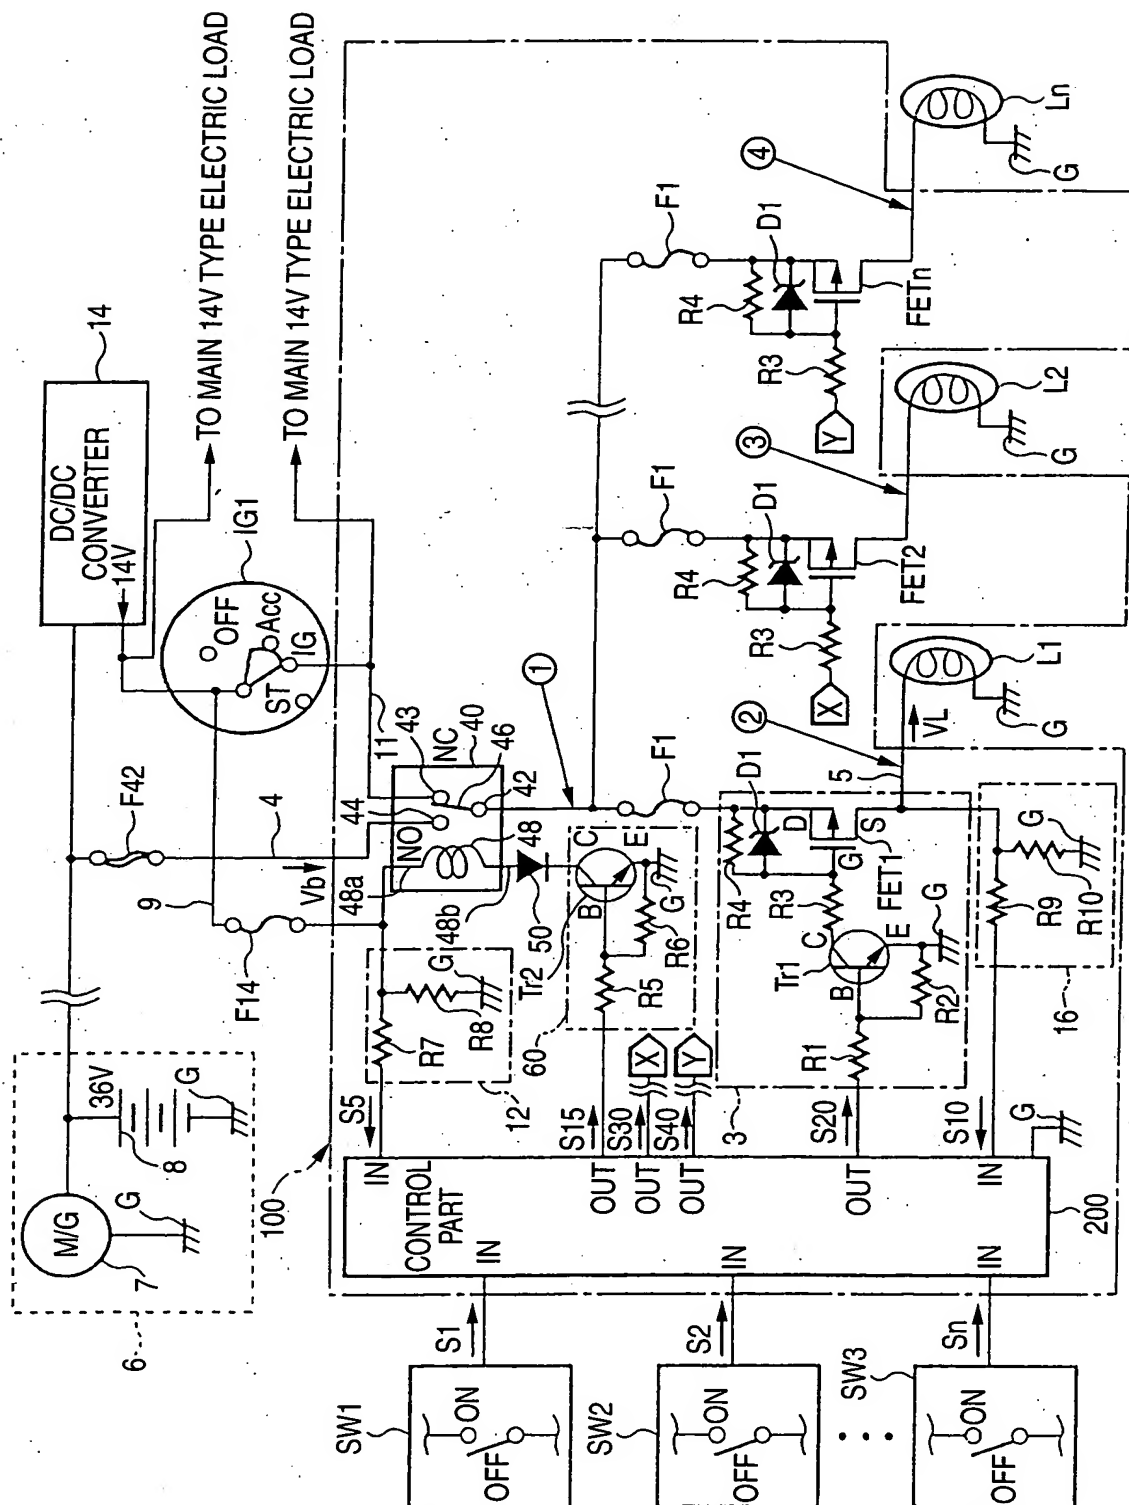 TO MAIN 14V TYPE ELECTRIC LOAD
TO MAIN 14V TYPE ELECTRIC LOAD
14
DC/DC
CONVERTER
14V
IG1
OFF
Acc
IG
ST
F42
4
9
F14
Vb
11
43
NC
40
46
44
42
NO
48
48a
48b
50
36V
8
G
M/G
G
7
6
100
1
2
3
4
F1
F1
F1
D1
D1
D1
R4
R4
R4
R3
R3
R3
Y
X
FETn
FET2
FET1
Ln
L2
L1
G
G
G
VL
5
D
G
S
C
B
E
Tr2
R5
R6
G
60
R7
R8
G
12
Tr1
C
B
E
R1
R2
G
3
R9
R10
G
16
X
Y
S5
S15
S30
S40
S20
S10
G
IN
OUT
OUT
OUT
OUT
IN
CONTROL
PART
IN
IN
IN
200
S1
S2
Sn
SW1
ON
OFF
SW2
ON
OFF
SW3
ON
OFF